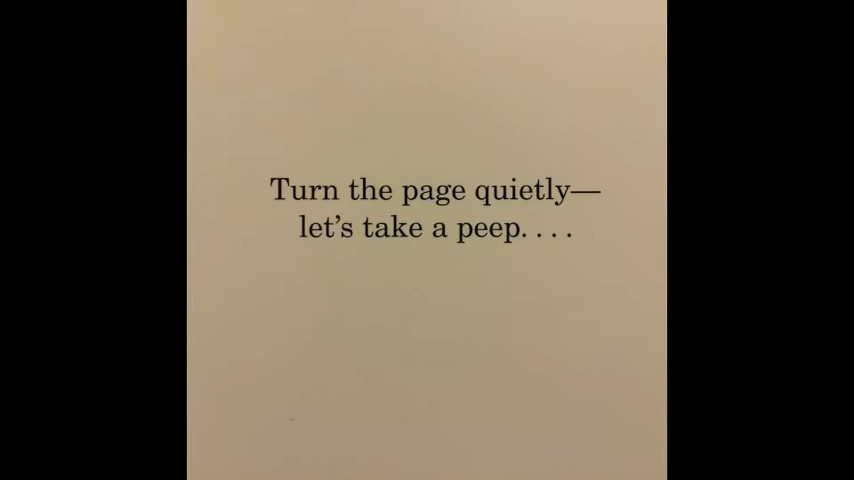 Turn the page quietly—
let’s take a peep. . . .